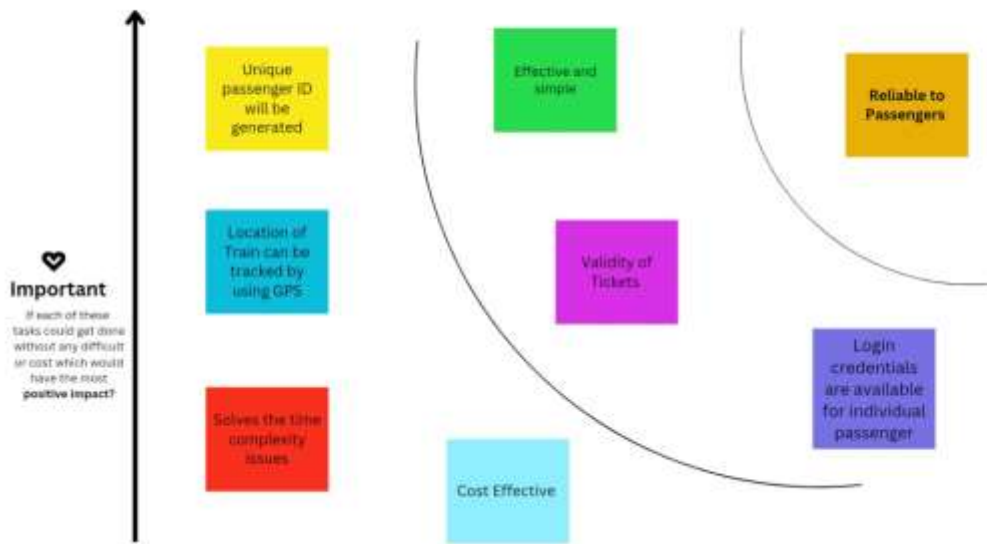 Unique
passenger ID
will be
generated
Effective and
simple
Reliable to
Passengers
Location of
Train can be
tracked by
using GPS
Validity of
Tickets
Important
If each of these
tasks could get done
without any difficult
or cost which would
have the most
positive impact?
Login
credentials
are available
for individual
passenger
Solves the time
complexity
issues
Cost Effective